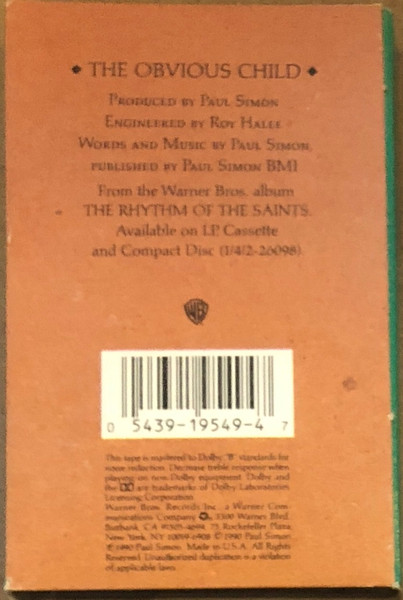 • THE OBVIOUS CHILD •
PRODUCED BY PAUL SIMON
ENGINEERED BY ROY HALEE
WORDS AND MUSIC BY PAUL SIMON,
PUBLISHED BY PAUL SIMON BMI
From the Warner Bros. album
THE RHYTHM OF THE SAINTS.
Available on LP, Cassette
and Compact Disc (1/4/2-26098)
WB
0 5439-19549-4 7
This tape is mastered to Dolby "B" standards for
noise reduction. Decrease treble response when
playing on non-Dolby equipment. Dolby and
the are trademarks of Dolby Laboratories
Licensing Corporation
Warner Bros. Records Inc., a Warner Com-
munications Company, 3300 Warner Blvd.,
Burbank, CA 90505-4694. 75 Rockefeller Plaza
New York, NY 10019-6908 © 1990 Paul Simon
℗ 1990 Paul Simon. Made in U.S.A. All Rights
Reserved. Unauthorized duplication is a violation
of applicable laws.